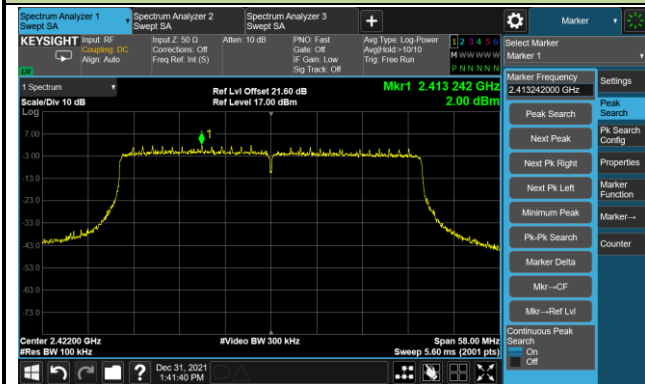 Spectrum Analyzer 1
Swept SA
Spectrum Analyzer 2
Swept SA
Spectrum Analyzer 3
Swept SA
+
Marker
KEYSIGHT
Input: RF
Coupling: DC
Align: Auto
Input Z: 50 Ω
Corrections: Off
Freq Ref: Int (S)
Atten: 10 dB
PNO: Fast
Gate: Off
IF Gain: Low
Sig Track: Off
Avg Type: Log-Power
Avg|Hold:>10/10
Trig: Free Run
1 2 3 4 5 6
M W W W W W
P N N N N N
Select Marker
Marker 1
1 Spectrum
Scale/Div 10 dB
Log
Ref Lvl Offset 21.60 dB
Ref Level 17.00 dBm
Mkr1 2.413 242 GHz
2.00 dBm
7.00
-3.00
-13.0
-23.0
-33.0
-43.0
-53.0
-63.0
-73.0
1
Center 2.42200 GHz
#Res BW 100 kHz
#Video BW 300 kHz
Span 58.00 MHz
Sweep 5.60 ms (2001 pts)
Marker Frequency
2.413242000 GHz
Peak Search
Next Peak
Next Pk Right
Next Pk Left
Minimum Peak
Pk-Pk Search
Marker Delta
Mkr→CF
Mkr→Ref Lvl
Continuous Peak
Search
On
Off
Settings
Peak
Search
Pk Search
Config
Properties
Marker
Function
Marker→
Counter
?
Dec 31, 2021
1:41:40 PM